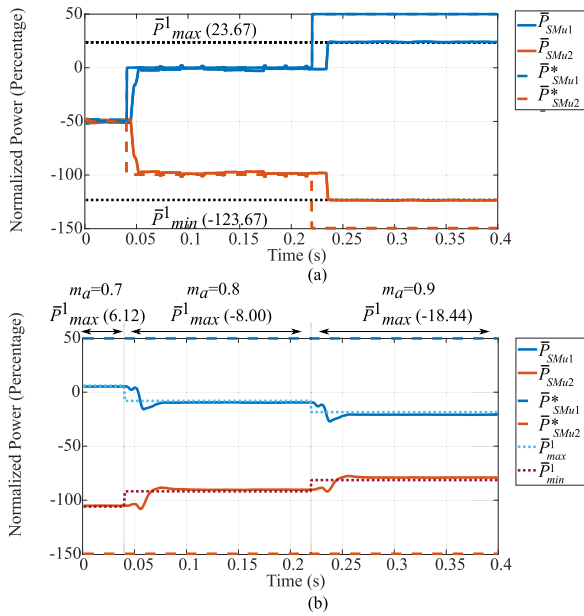 (a)
Normalized Power (Percentage)
50
0
-50
-100
-150
P̅¹max (23.67)
P̅¹min (-123.67)
0
0.05
0.1
0.15
0.2
0.25
0.3
0.35
0.4
Time (s)
(a)
P̅SMu1
P̅SMu2
P̅*SMu1
P̅*SMu2
ma=0.7
ma=0.8
ma=0.9
P̅¹max (6.12)
P̅¹max (-8.00)
P̅¹max (-18.44)
Normalized Power (Percentage)
50
0
-50
-100
-150
0
0.05
0.1
0.15
0.2
0.25
0.3
0.35
0.4
Time (s)
(b)
P̅SMu1
P̅SMu2
P̅*SMu1
P̅*SMu2
P̅¹max
P̅¹min